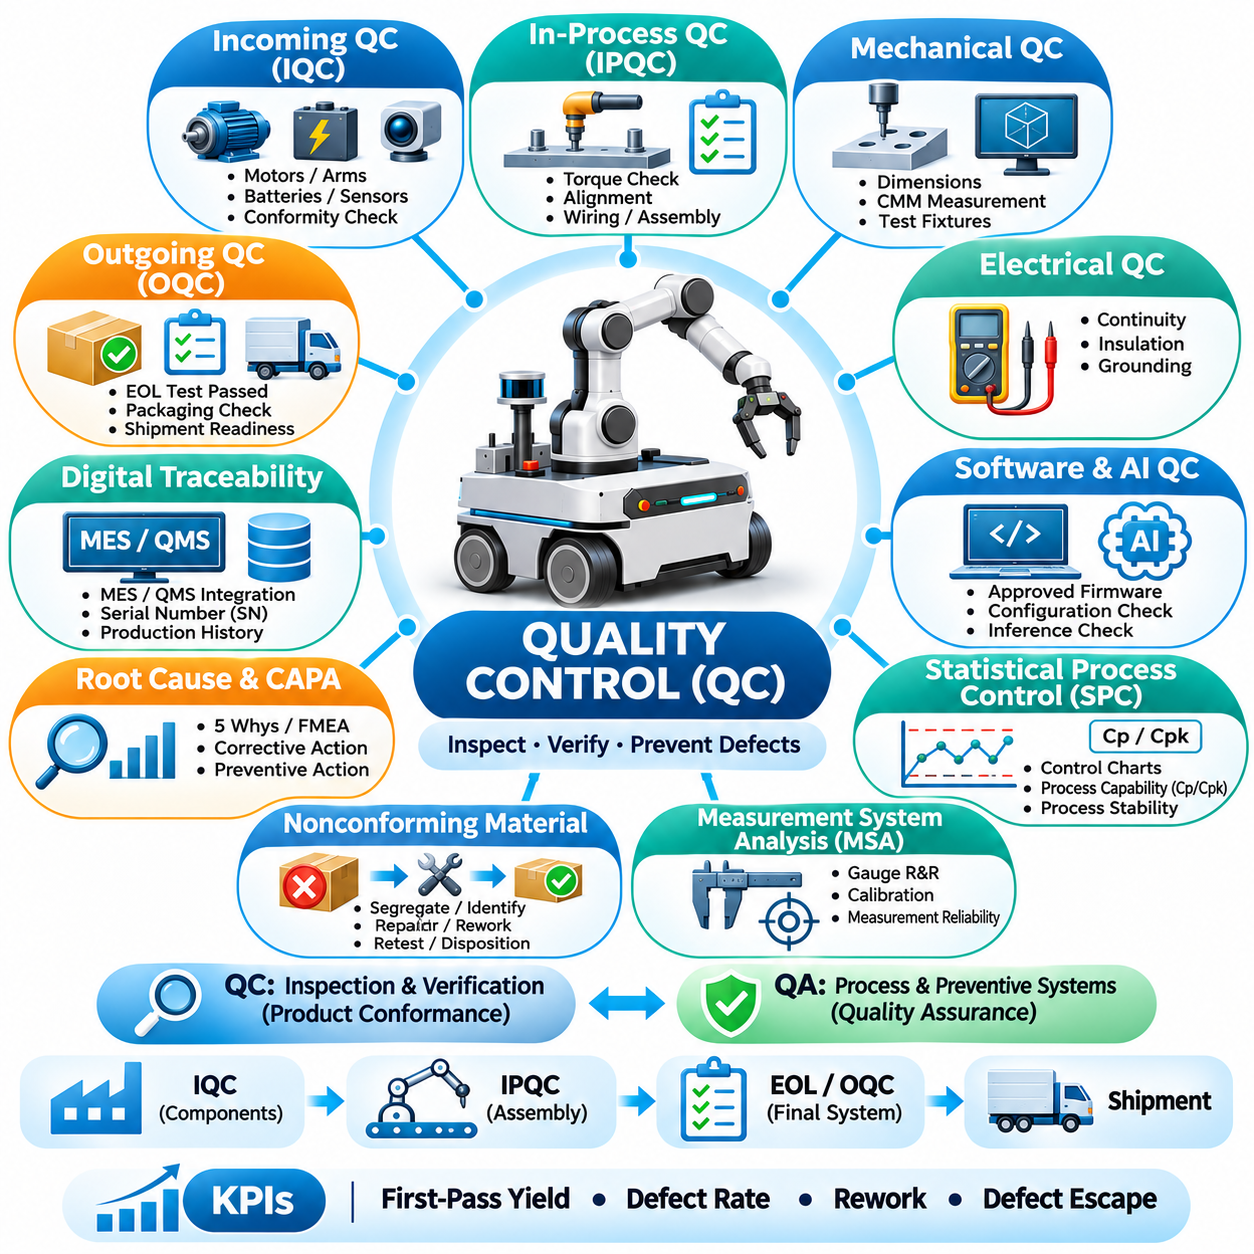 Incoming QC
(IQC)
• Motors / Arms
• Batteries / Sensors
• Conformity Check
In-Process QC
(IPQC)
• Torque Check
• Alignment
• Wiring / Assembly
Mechanical QC
• Dimensions
• CMM Measurement
• Test Fixtures
Outgoing QC
(OQC)
• EOL Test Passed
• Packaging Check
• Shipment Readiness
Electrical QC
• Continuity
• Insulation
• Grounding
Digital Traceability
MES / QMS
• MES / QMS Integration
• Serial Number (SN)
• Production History
Software & AI QC
</>
AI
• Approved Firmware
• Configuration Check
• Inference Check
QUALITY
CONTROL (QC)
Inspect · Verify · Prevent Defects
Root Cause & CAPA
• 5 Whys / FMEA
• Corrective Action
• Preventive Action
Statistical Process
Control (SPC)
Cp / Cpk
• Control Charts
• Process Capability (Cp/Cpk)
• Process Stability
Nonconforming Material
• Segregate / Identify
• / Rework
• Retest / Disposition
Measurement System
Analysis (MSA)
• Gauge R&R
• Calibration
• Measurement Reliability
QC: Inspection & Verification
(Product Conformance)
QA: Process & Preventive Systems
(Quality Assurance)
IQC
(Components)
IPQC
(Assembly)
EOL / OQC
(Final System)
Shipment
KPIs
First-Pass Yield • Defect Rate • Rework • Defect Escape